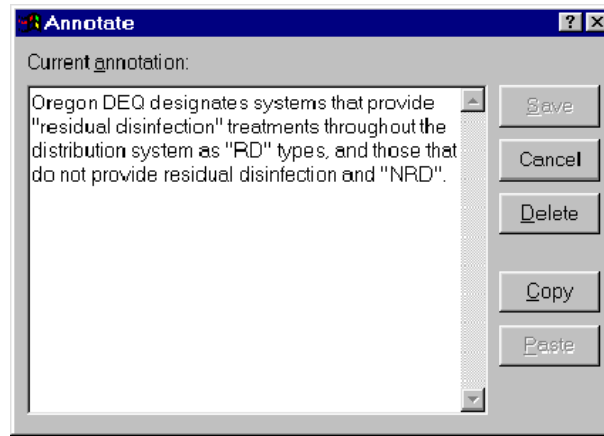 Annotate
Current annotation:
Oregon DEQ designates systems that provide
"residual disinfection" treatments throughout the
distribution system as "RD" types, and those that
do not provide residual disinfection and "NRD".
Save
Cancel
Delete
Copy
Paste